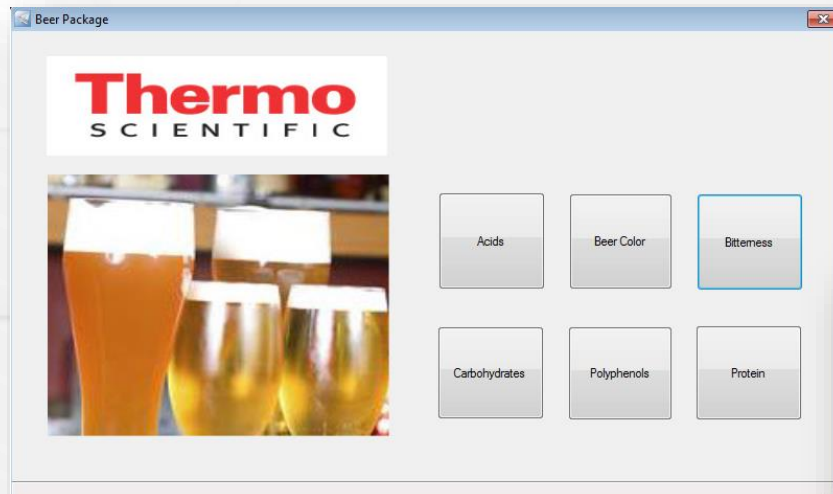 Beer Package
Thermo
SCIENTIFIC
Acids
Beer Color
Bitterness
Carbohydrates
Polyphenols
Protein